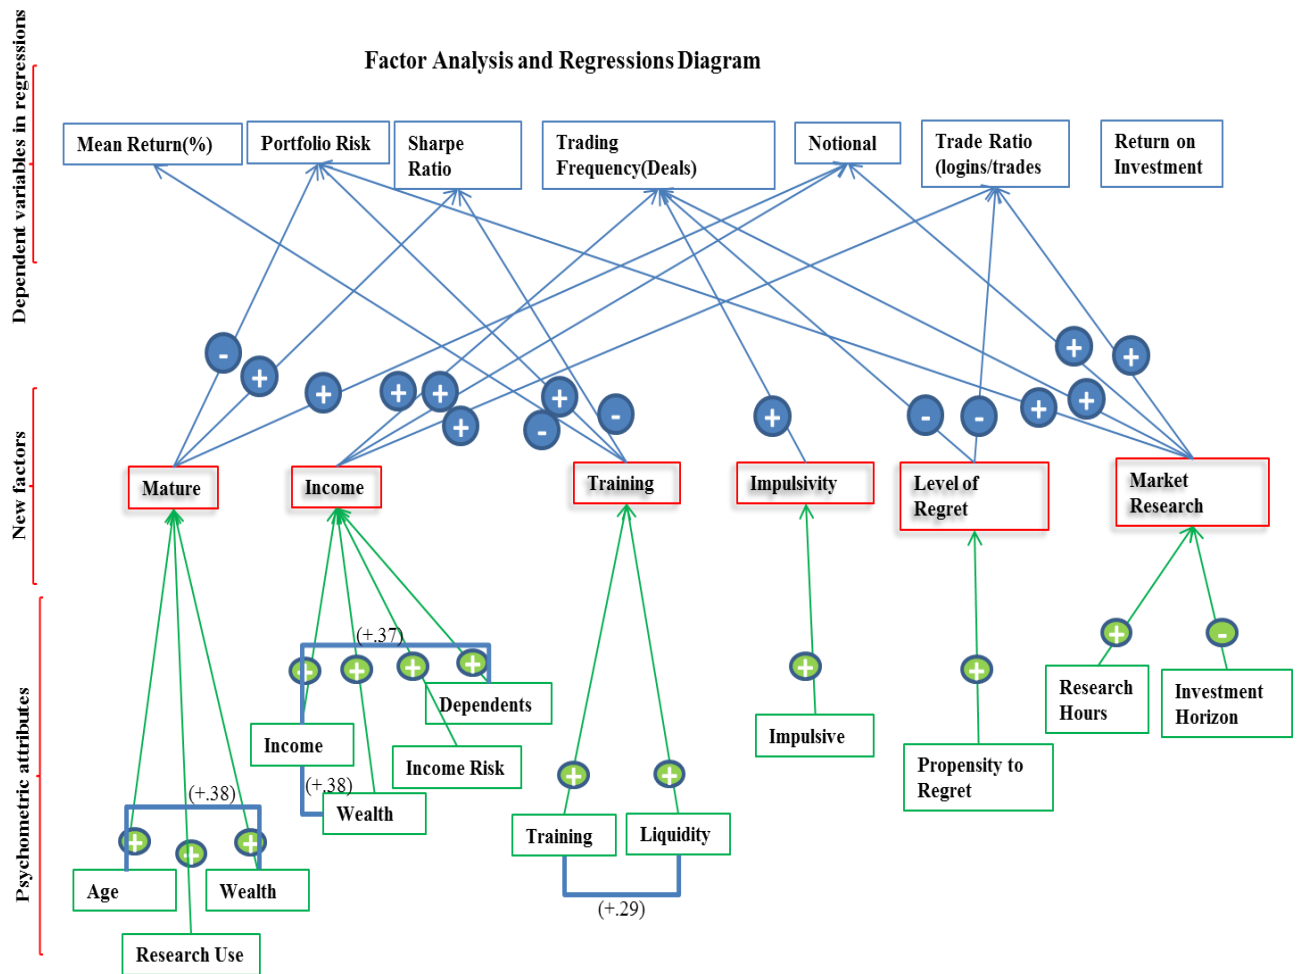 Factor Analysis and Regressions Diagram
Dependent variables in regressions
Mean Return(%)
Portfolio Risk
Sharpe
Ratio
Trading
Frequency(Deals)
Notional
Trade Ratio
(logins/trades
Return on
Investment
-
+
+
+
+
+
+
-
-
+
-
-
+
+
+
+
New factors
Mature
Income
Training
Impulsivity
Level of
Regret
Market
Research
Psychometric attributes
(+.37)
+
+
+
+
+
-
Dependents
Research
Hours
Investment
Horizon
Income
Income Risk
Impulsive
+
+
Propensity to
Regret
(+.38)
Wealth
+
+
Training
Liquidity
(+.29)
(+.38)
+
+
+
Age
Wealth
Research Use